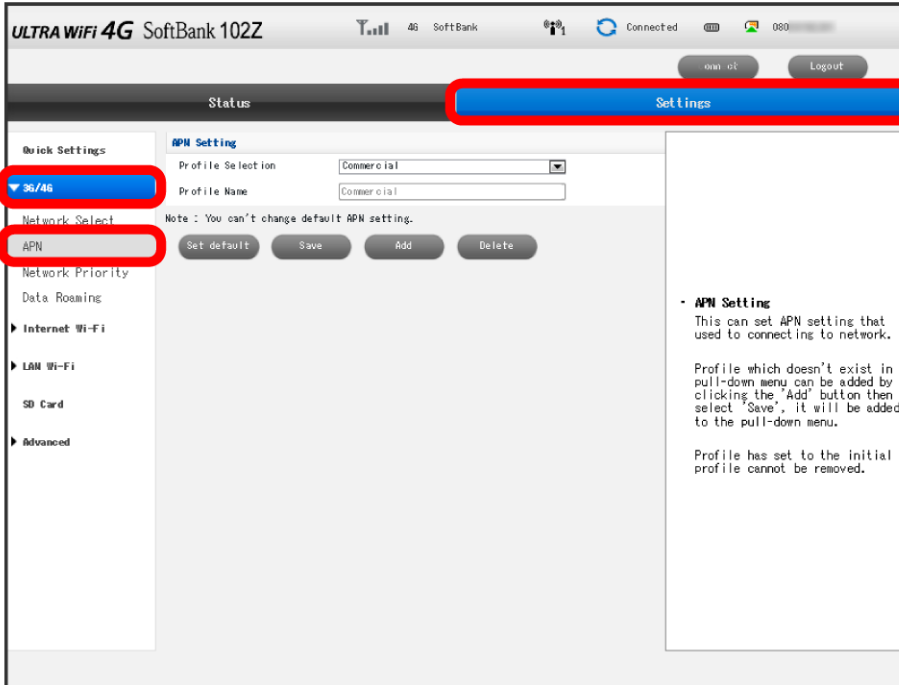 ULTRA WiFi 4G SoftBank 102Z
4G SoftBank
1
Connected
080
Logout
Status
Settings
Quick Settings
3G/4G
Network Select
APN
Network Priority
Data Roaming
Internet Wi-Fi
LAN Wi-Fi
SD Card
Advanced
APN Setting
Profile Selection
Commercial
Profile Name
Commercial
Note : You can't change default APN setting.
Set default
Save
Add
Delete
・ APN Setting
This can set APN setting that
used to connecting to network.
Profile which doesn't exist in
pull-down menu can be added by
clicking the 'Add' button then
select 'Save', it will be added
to the pull-down menu.
Profile has set to the initial
profile cannot be removed.